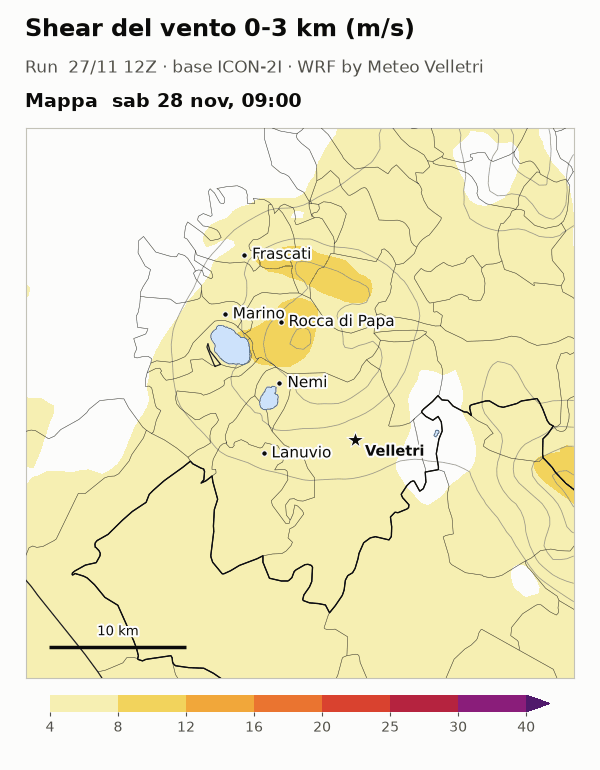 Shear del vento 0-3 km (m/s)
Run 27/11 12Z · base ICON-2I · WRF by Meteo Velletri
Mappa sab 28 nov, 09:00
Frascati
Marino
Rocca di Papa
Nemi
Velletri
Lanuvio
10 km
4 8 12 16 20 25 30 40